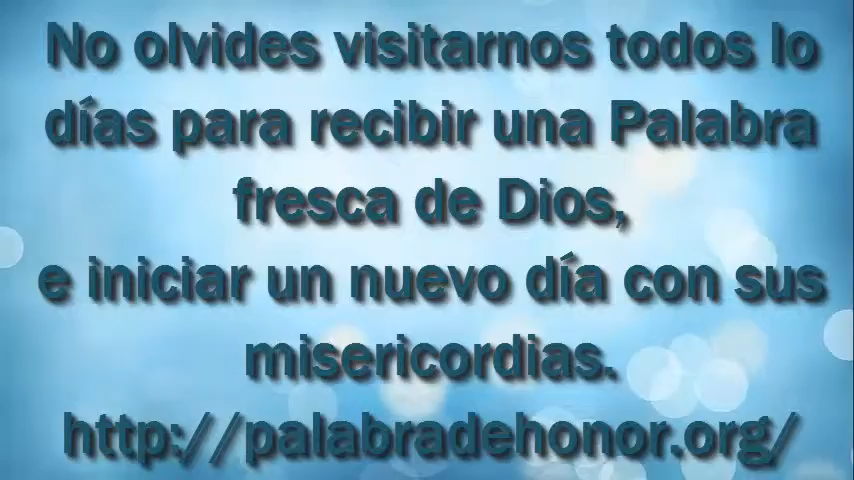 No olvides visitarnos todos lo
días para recibir una Palabra
fresca de Dios,
e iniciar un nuevo día con sus
misericordias.
http://palabradehonor.org/